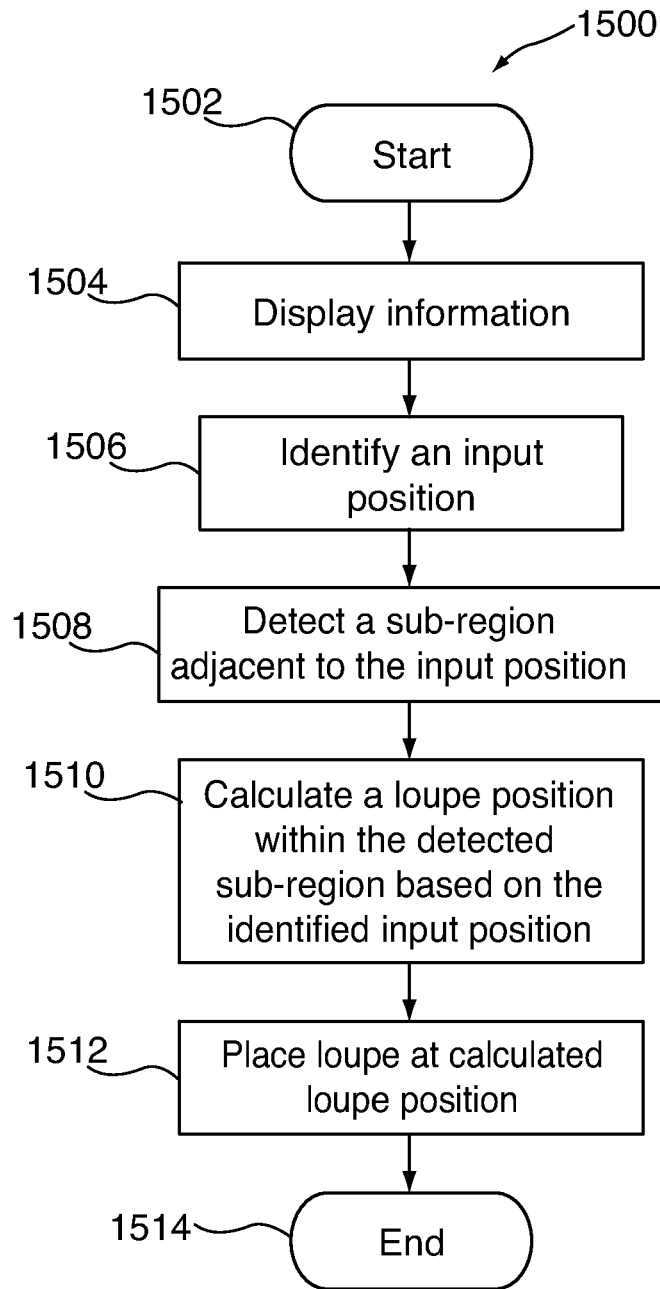 1500
1502
Start
1504
Display information
1506
Identify an input
position
1508
Detect a sub-region
adjacent to the input position
1510
Calculate a loupe position
within the detected
sub-region based on the
identified input position
1512
Place loupe at calculated
loupe position
1514
End